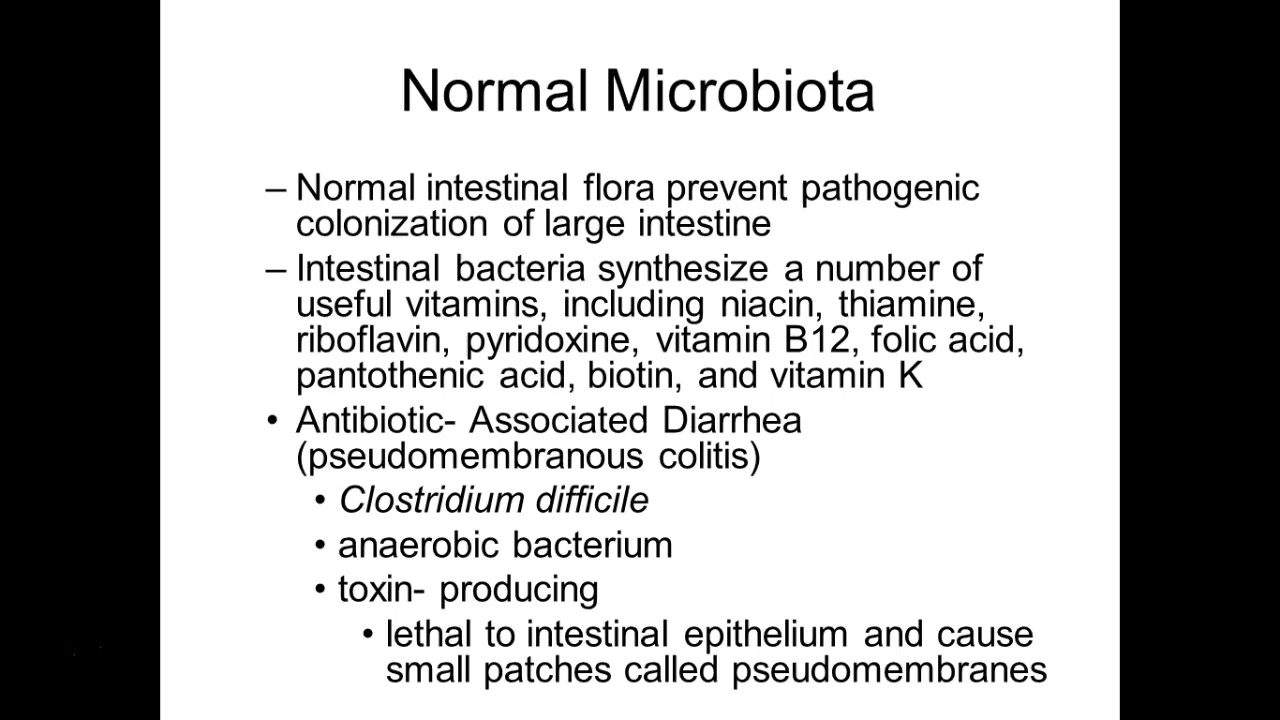 Normal Microbiota
– Normal intestinal flora prevent pathogenic
colonization of large intestine
– Intestinal bacteria synthesize a number of
useful vitamins, including niacin, thiamine,
riboflavin, pyridoxine, vitamin B12, folic acid,
pantothenic acid, biotin, and vitamin K
• Antibiotic- Associated Diarrhea
(pseudomembranous colitis)
• Clostridium difficile
• anaerobic bacterium
• toxin- producing
• lethal to intestinal epithelium and cause
small patches called pseudomembranes